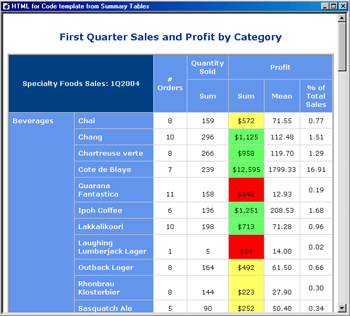 HTML for Code template from Summary Tables
First Quarter Sales and Profit by Category
Specialty Foods Sales: 1Q2004 # Orders Quantity Sold Profit
Sum Sum Mean % of Total Sales
Beverages Chai 8 159 $572 71.55 0.77
Chang 10 296 $1,125 112.48 1.51
Chartreuse verte 8 266 $958 119.70 1.29
Cote de Blaye 7 239 $12,595 1799.33 16.91
Guarana Fantastica 11 158 $142 12.93 0.19
Ipoh Coffee 6 136 $1,251 208.53 1.68
Lakkalikoori 10 198 $713 71.28 0.96
Laughing Lumberjack Lager 1 5 $14 14.00 0.02
Outback Lager 8 164 $492 61.50 0.66
Rhonbrau Klosterbier 8 144 $223 27.90 0.30
Sasquatch Ale 5 90 $252 50.40 0.34